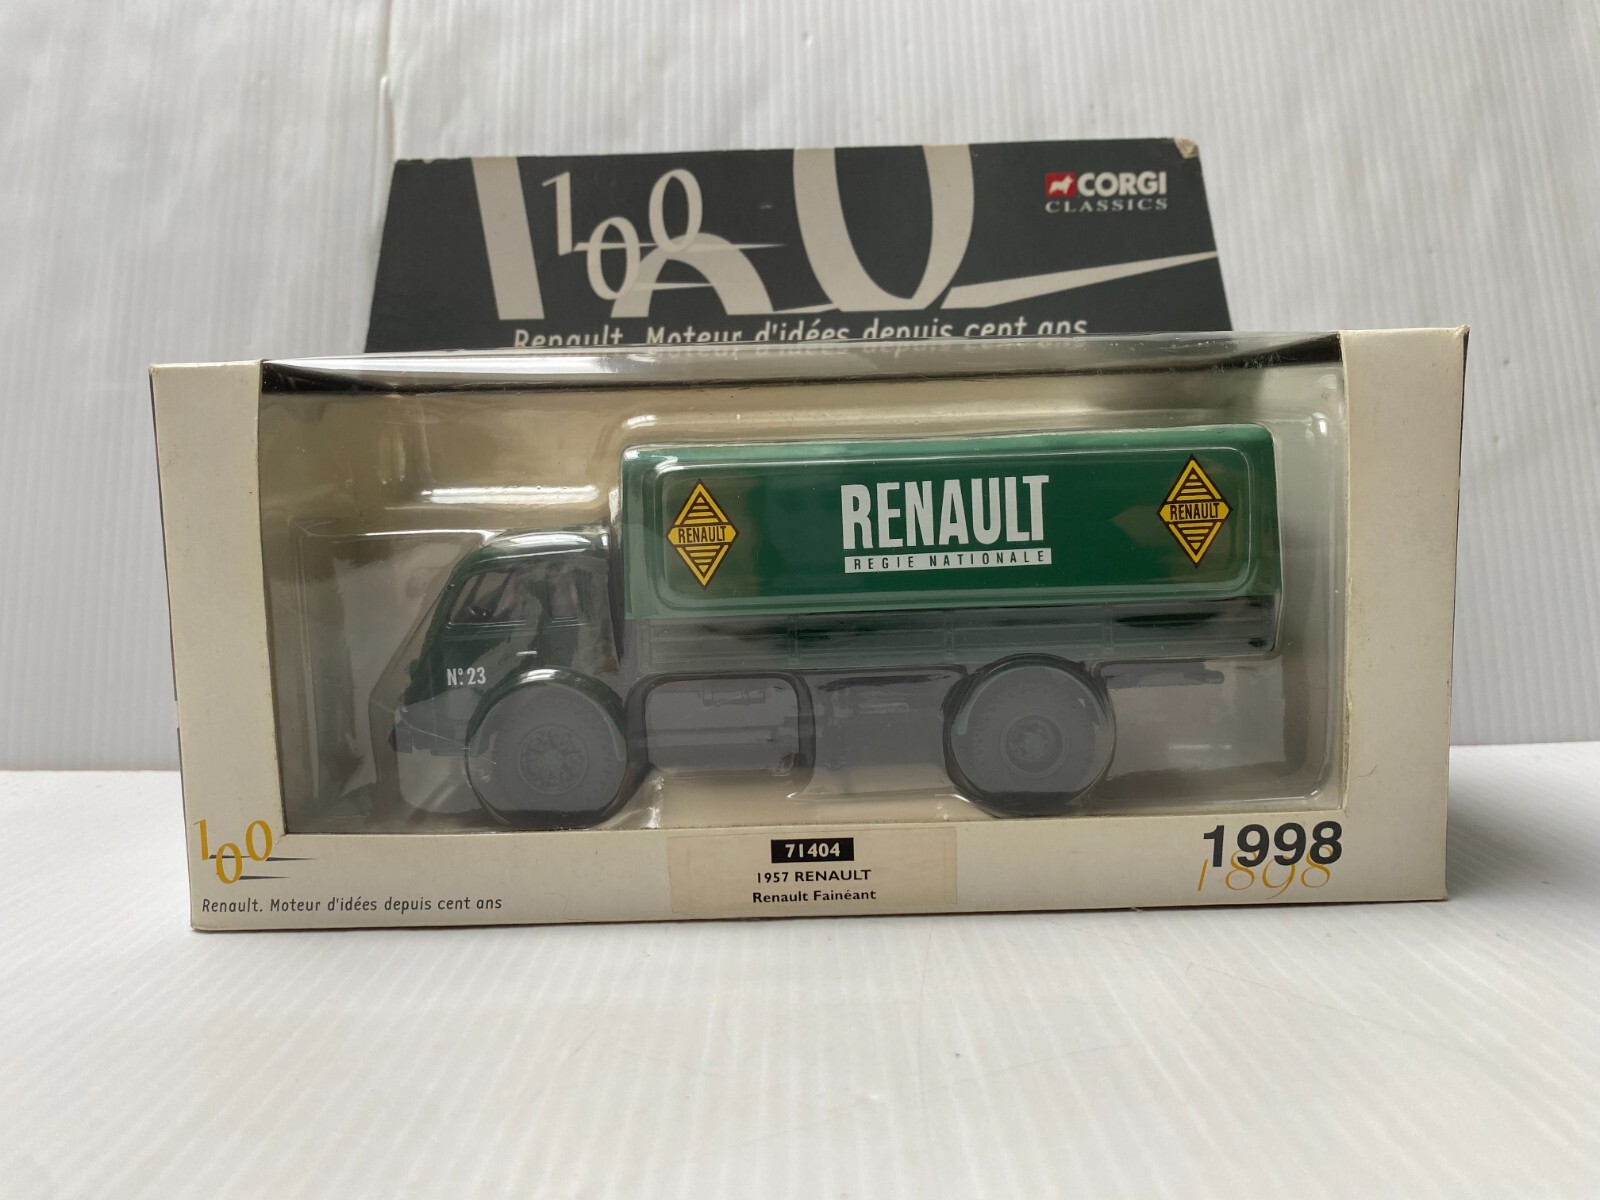 100
CORGI
CLASSICS
Renault. Moteur d'idées depuis cent ans
RENAULT
RENAULT
REGIE NATIONALE
RENAULT
N° 23
100
Renault. Moteur d'idées depuis cent ans
71404
1957 RENAULT
Renault Fainéant
1998
1898